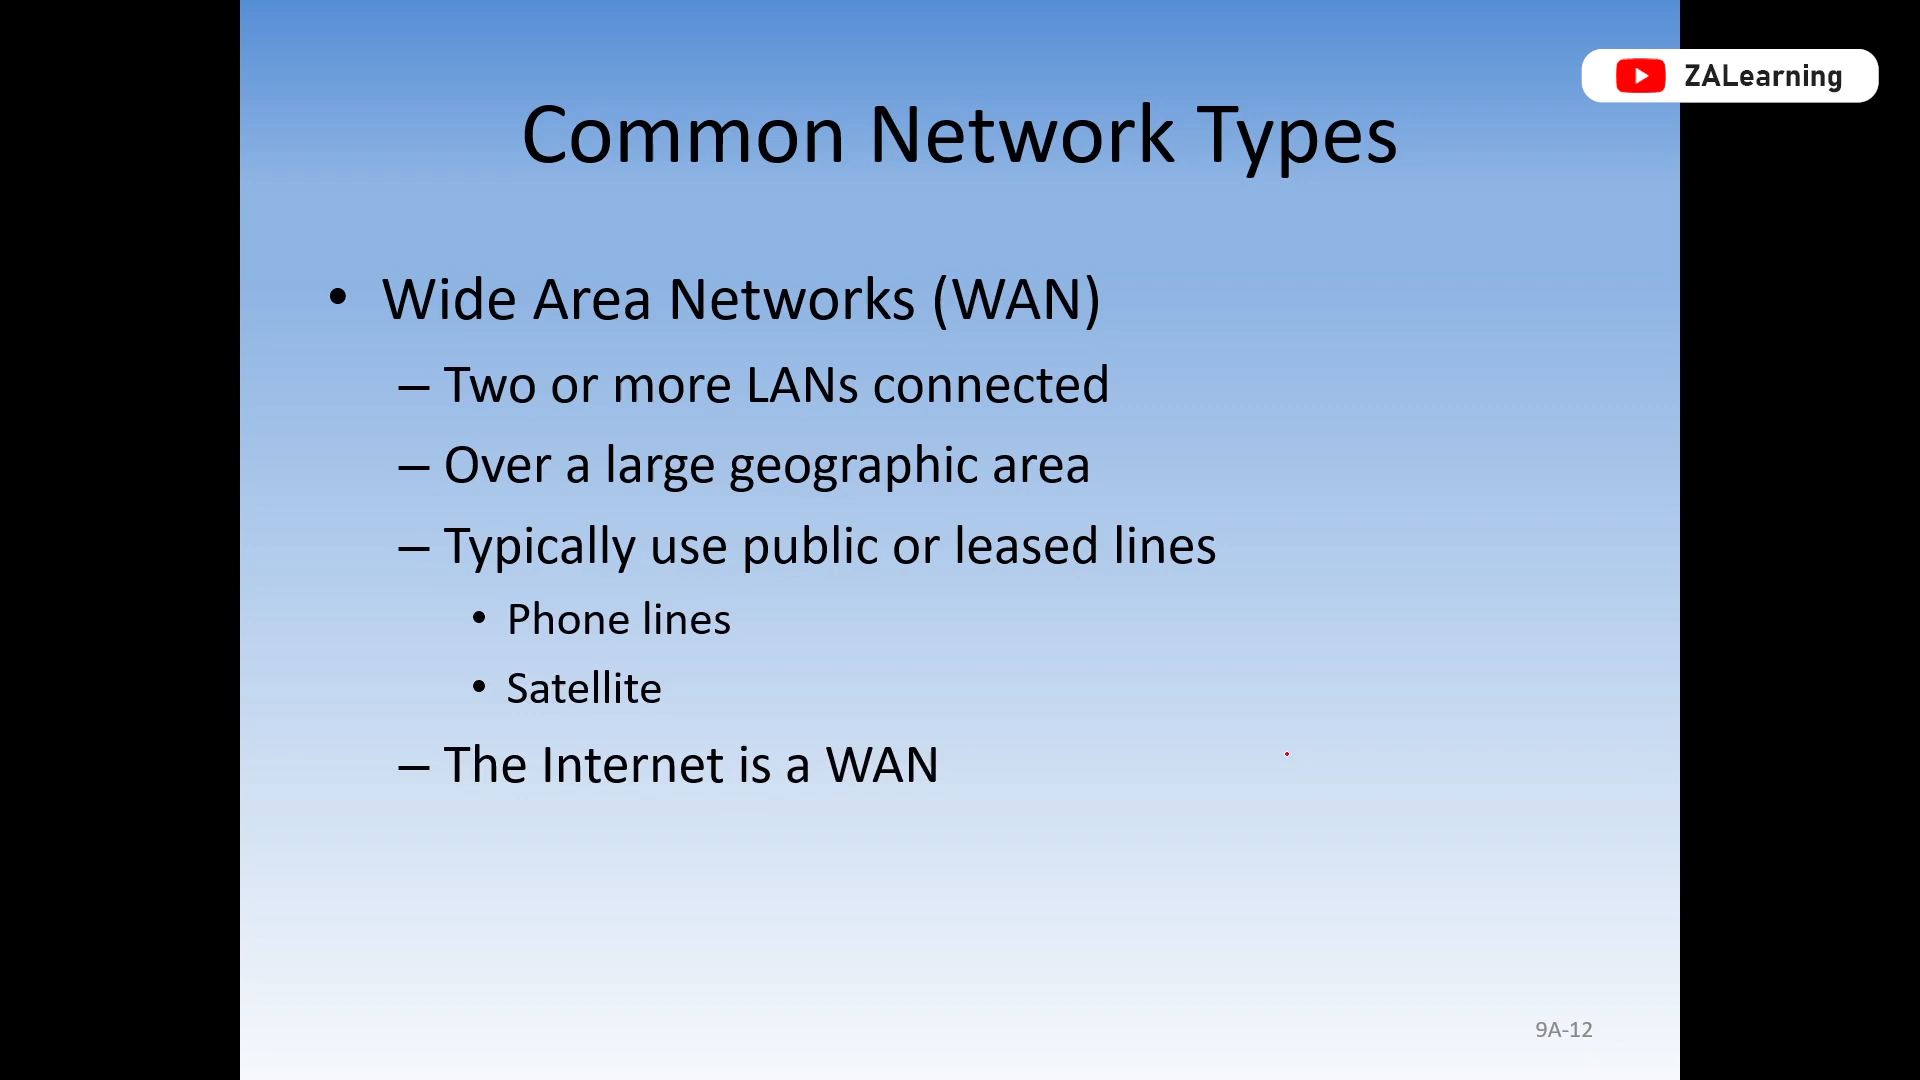 ZALearning
Common Network Types
• Wide Area Networks (WAN)
– Two or more LANs connected
– Over a large geographic area
– Typically use public or leased lines
• Phone lines
• Satellite
– The Internet is a WAN
9A-12